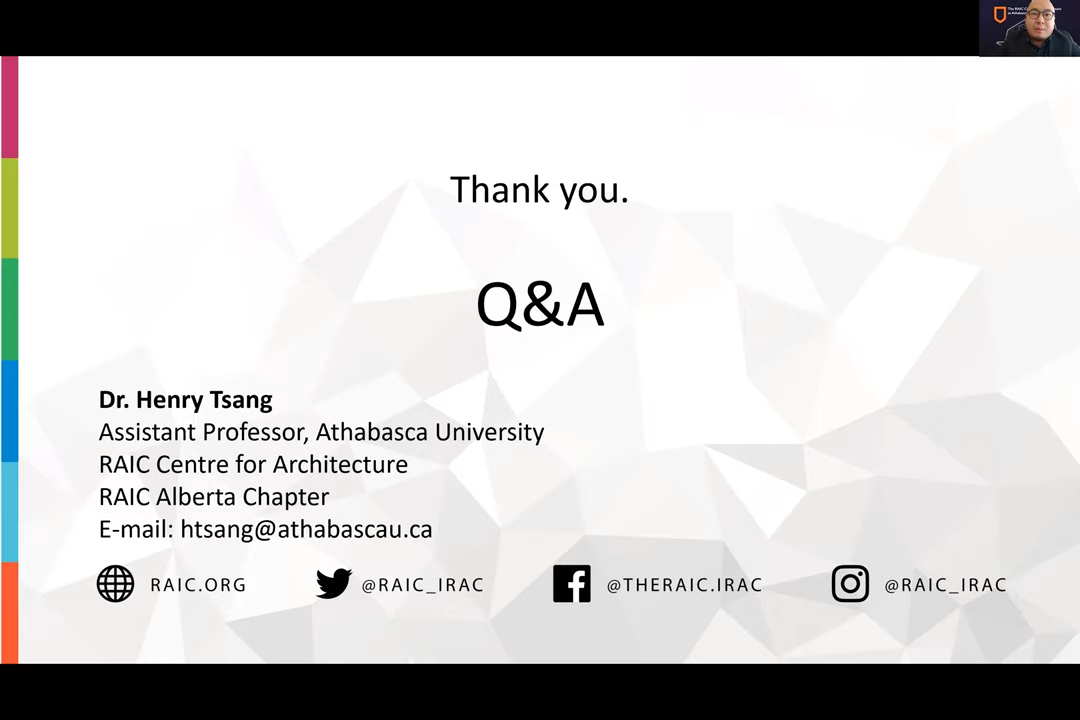 Thank you.
Q&A
Dr. Henry Tsang
Assistant Professor, Athabasca University
RAIC Centre for Architecture
RAIC Alberta Chapter
E-mail: htsang@athabascau.ca
RAIC.ORG @RAIC_IRAC @THERAIC.IRAC @RAIC_IRAC